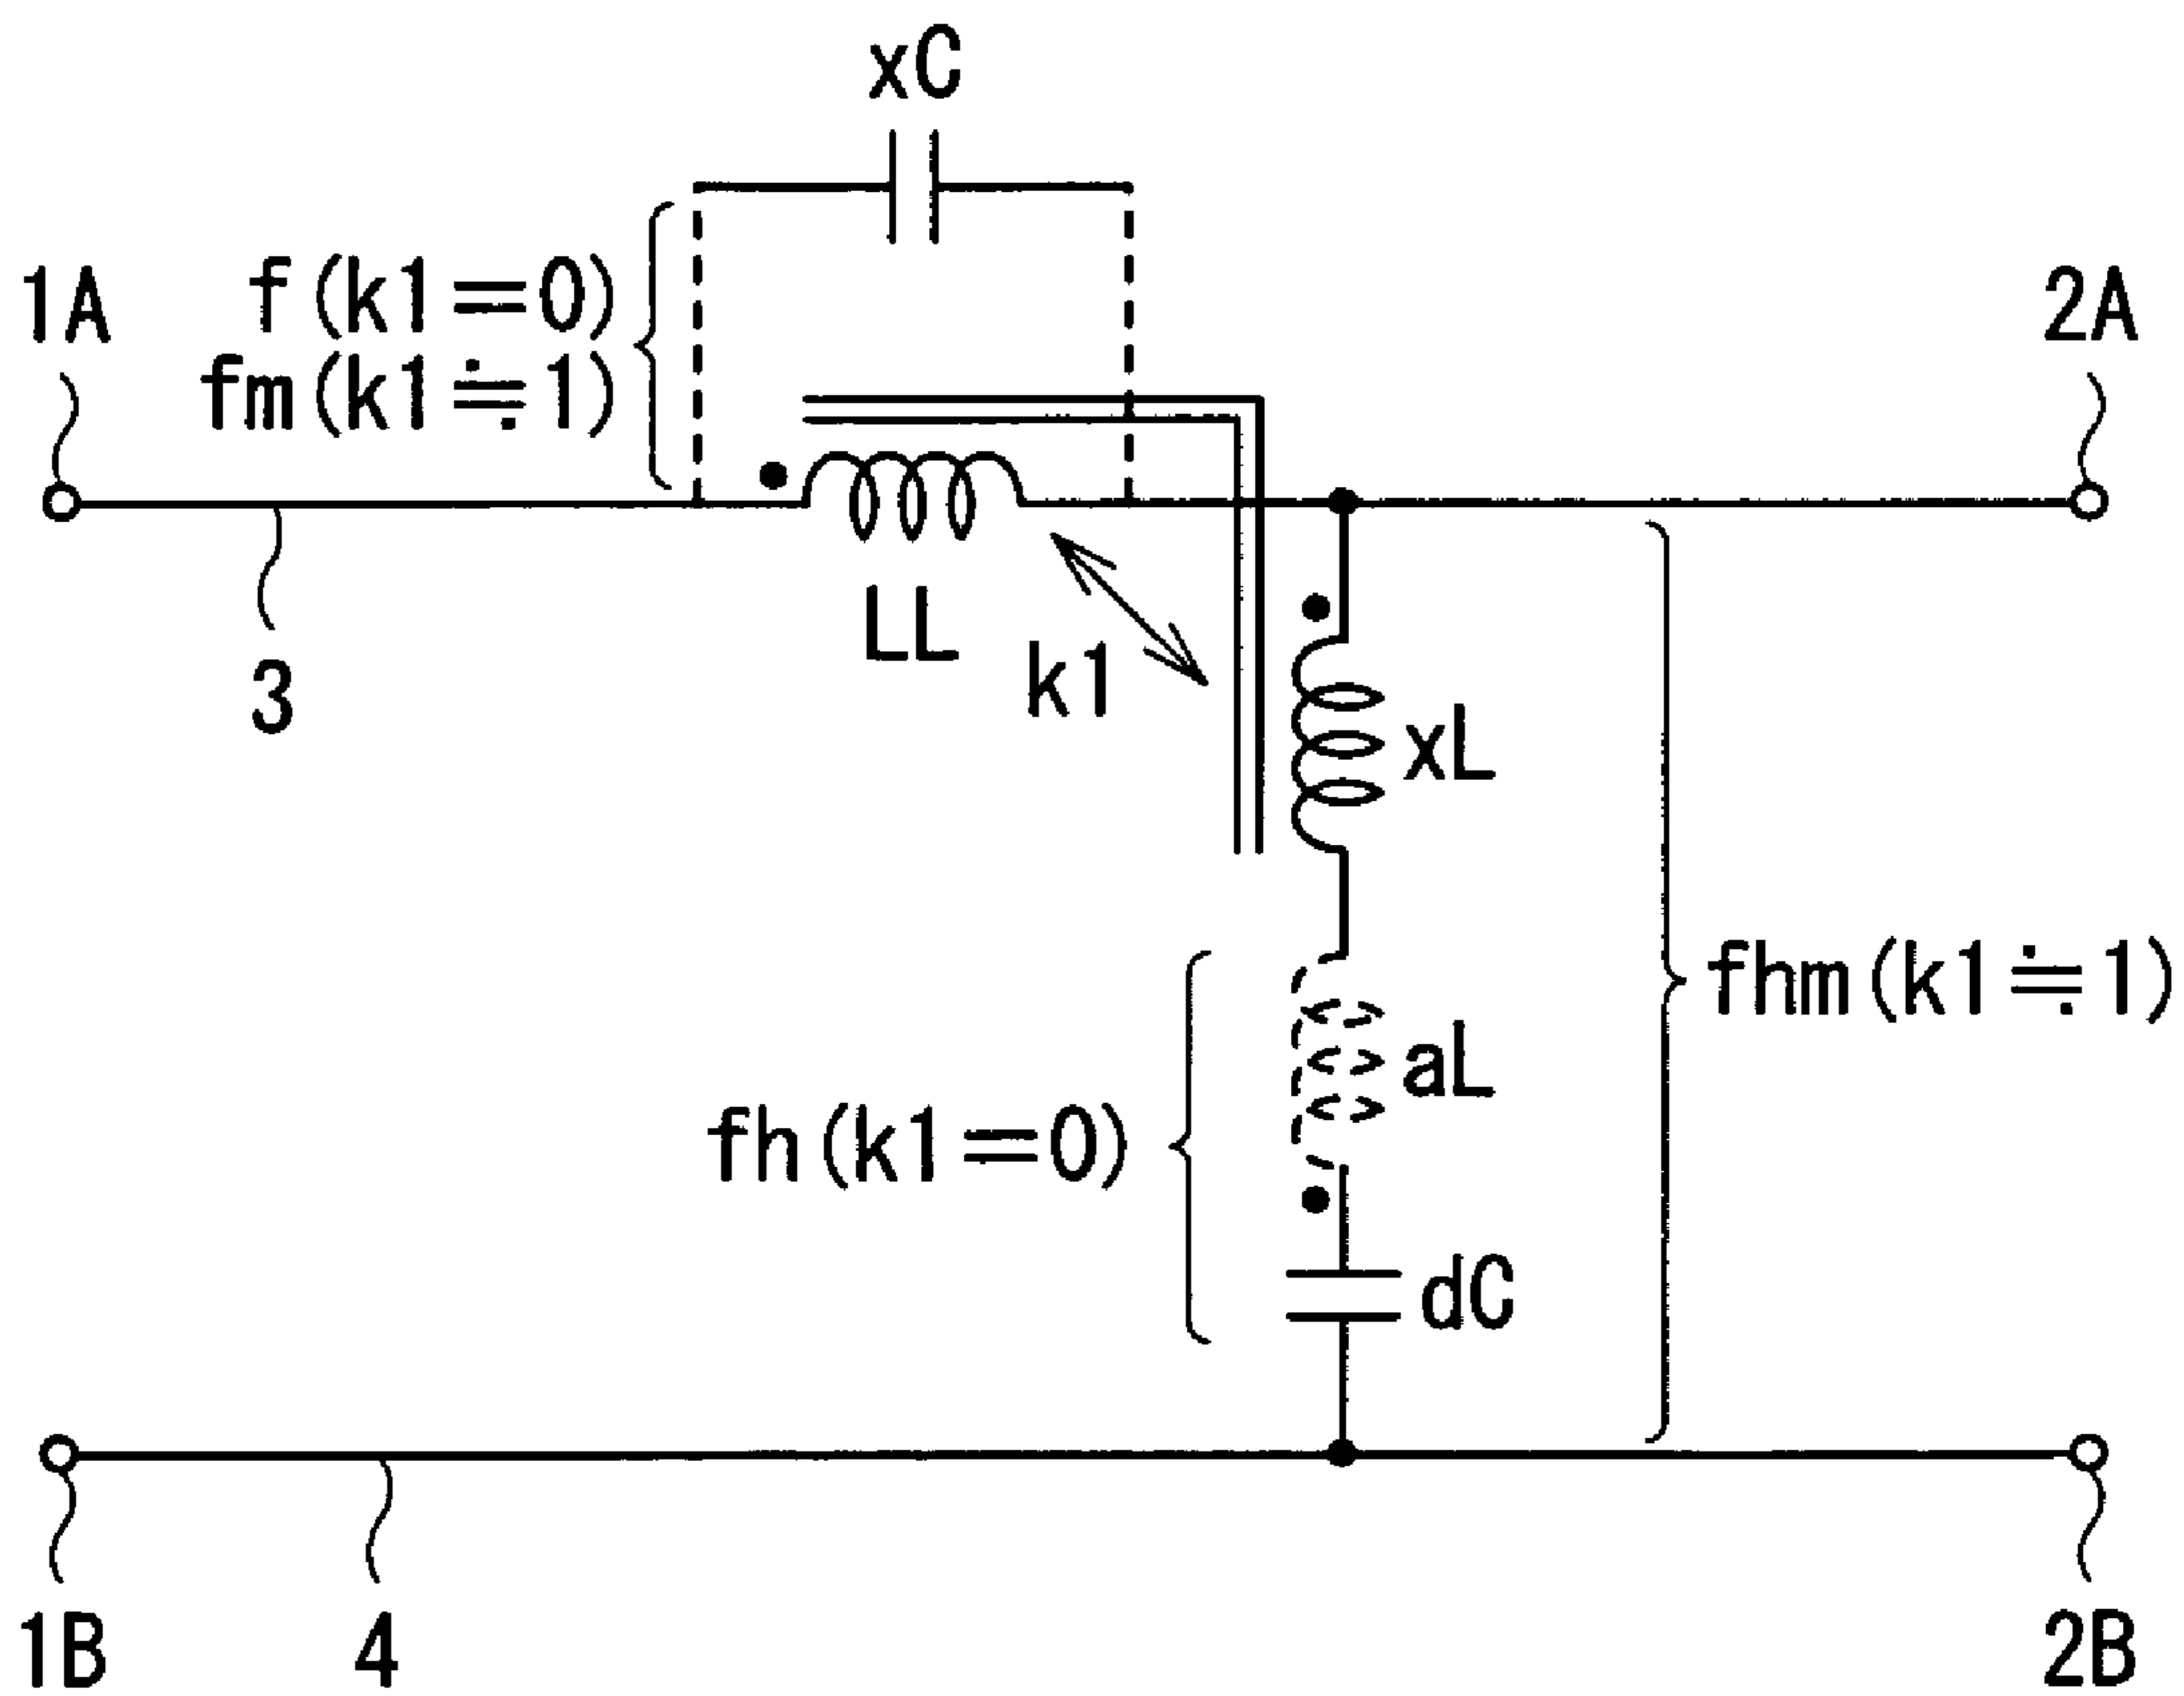 xC
1A
f(k1=0)
fm(k1≒1)
2A
3
LL
k1
xL
fhm(k1≒1)
aL
fh(k1=0)
dC
1B
4
2B